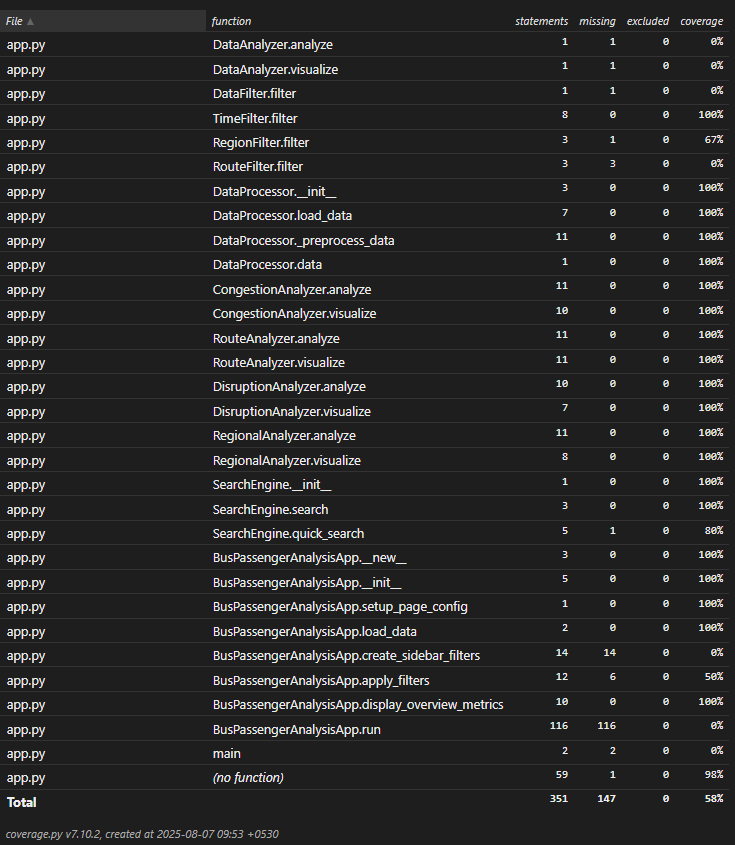 File ▲ function statements missing excluded coverage
app.py DataAnalyzer.analyze 1 1 0 0%
app.py DataAnalyzer.visualize 1 1 0 0%
app.py DataFilter.filter 1 1 0 0%
app.py TimeFilter.filter 8 0 0 100%
app.py RegionFilter.filter 3 1 0 67%
app.py RouteFilter.filter 3 3 0 0%
app.py DataProcessor.__init__ 3 0 0 100%
app.py DataProcessor.load_data 7 0 0 100%
app.py DataProcessor._preprocess_data 11 0 0 100%
app.py DataProcessor.data 1 0 0 100%
app.py CongestionAnalyzer.analyze 11 0 0 100%
app.py CongestionAnalyzer.visualize 10 0 0 100%
app.py RouteAnalyzer.analyze 11 0 0 100%
app.py RouteAnalyzer.visualize 11 0 0 100%
app.py DisruptionAnalyzer.analyze 10 0 0 100%
app.py DisruptionAnalyzer.visualize 7 0 0 100%
app.py RegionalAnalyzer.analyze 11 0 0 100%
app.py RegionalAnalyzer.visualize 8 0 0 100%
app.py SearchEngine.__init__ 1 0 0 100%
app.py SearchEngine.search 3 0 0 100%
app.py SearchEngine.quick_search 5 1 0 80%
app.py BusPassengerAnalysisApp.__new__ 3 0 0 100%
app.py BusPassengerAnalysisApp.__init__ 5 0 0 100%
app.py BusPassengerAnalysisApp.setup_page_config 1 0 0 100%
app.py BusPassengerAnalysisApp.load_data 2 0 0 100%
app.py BusPassengerAnalysisApp.create_sidebar_filters 14 14 0 0%
app.py BusPassengerAnalysisApp.apply_filters 12 6 0 50%
app.py BusPassengerAnalysisApp.display_overview_metrics 10 0 0 100%
app.py BusPassengerAnalysisApp.run 116 116 0 0%
app.py main 2 2 0 0%
app.py (no function) 59 1 0 98%
Total 351 147 0 58%
coverage.py v7.10.2, created at 2025-08-07 09:53 +0530